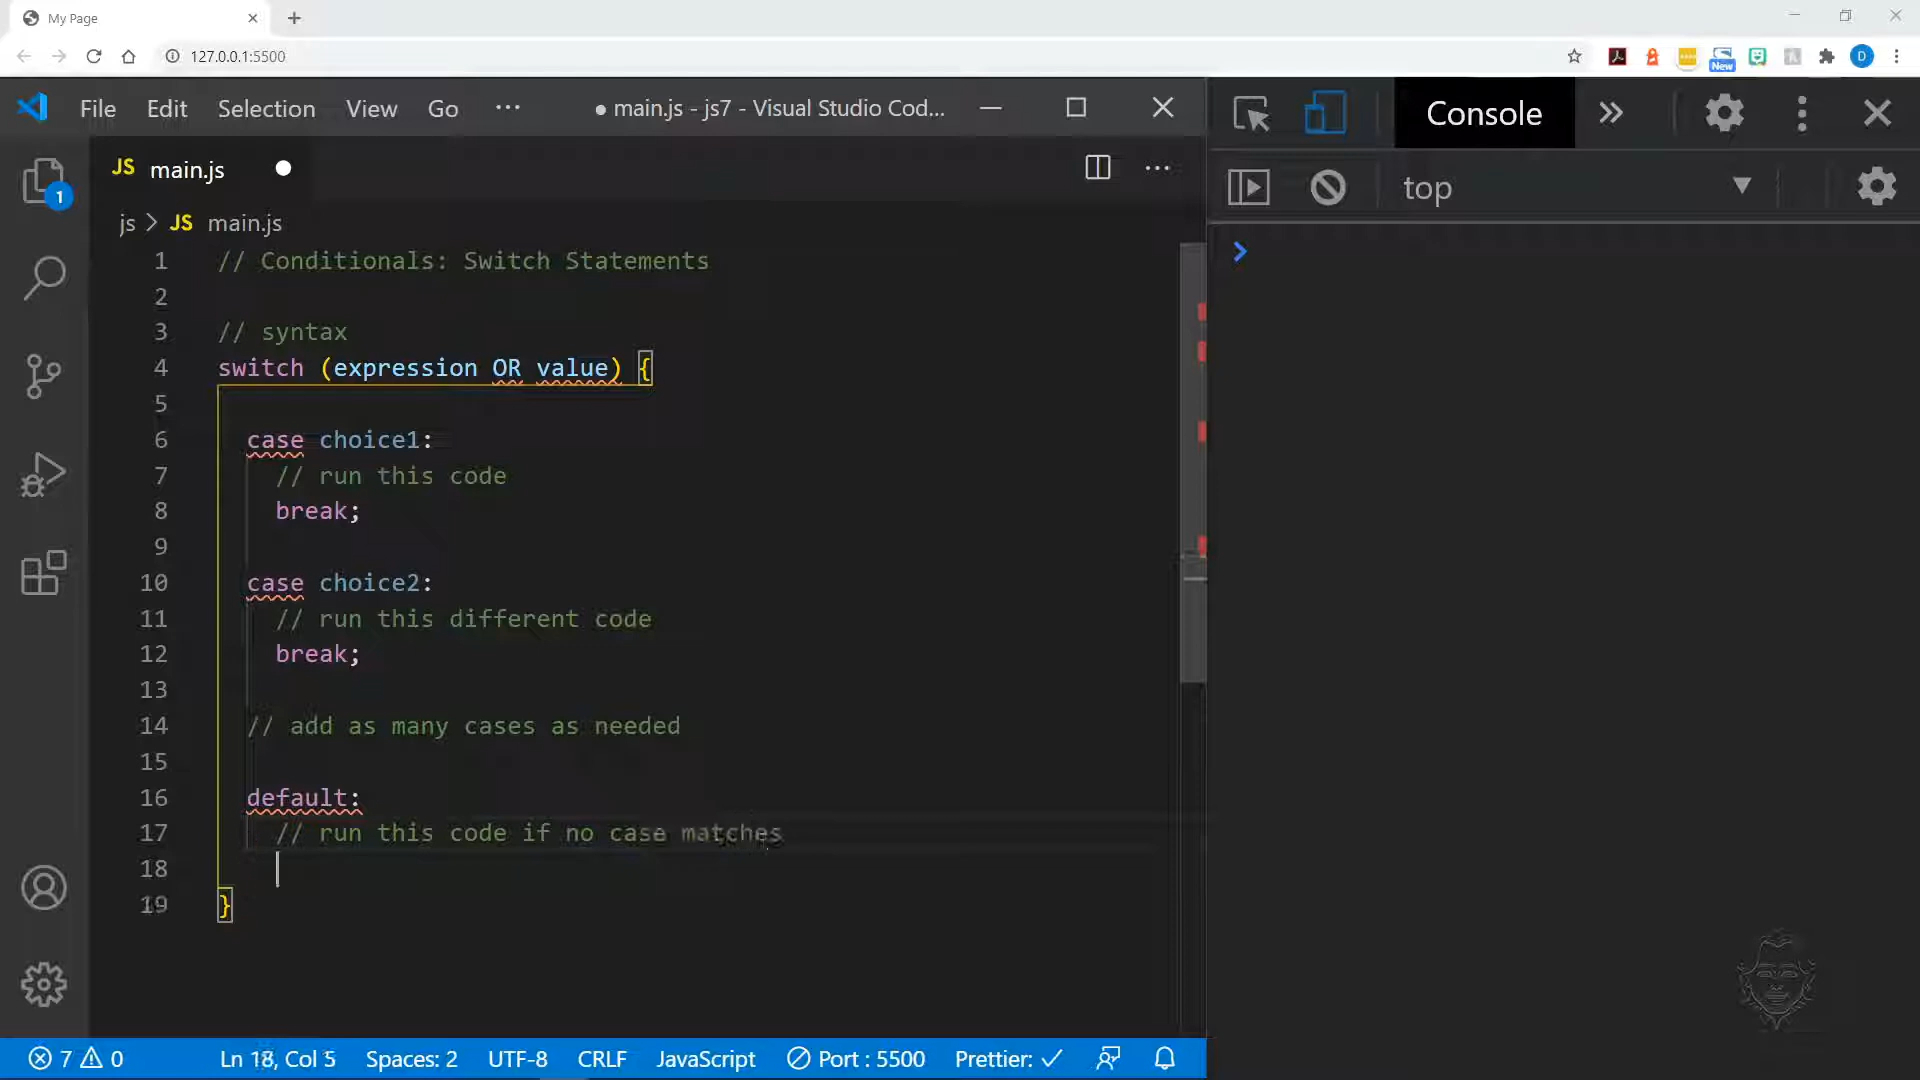 My Page
127.0.0.1:5500
New
D
File Edit Selection View Go ··· ● main.js - js7 - Visual Studio Cod...
Console
JS main.js
top
1
js > JS main.js
1 // Conditionals: Switch Statements
2
3 // syntax
4 switch (expression OR value) {
5
6 case choice1:
7 // run this code
8 break;
9
10 case choice2:
11 // run this different code
12 break;
13
14 // add as many cases as needed
15
16 default:
17 // run this code if no case matches
18
19 }
7 0 Ln 18, Col 5 Spaces: 2 UTF-8 CRLF JavaScript Port : 5500 Prettier: ✓